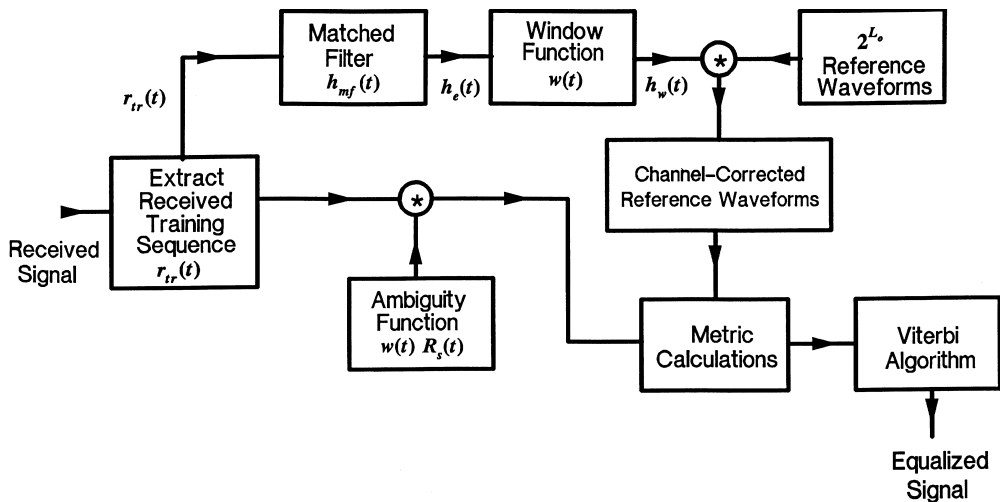 Matched
Filter
h_mf(t)
Window
Function
w(t)
2^{L_o}
Reference
Waveforms
r_tr(t)
h_e(t)
h_w(t)
*
Channel-Corrected
Reference Waveforms
Extract
Received
Training
Sequence
r_tr(t)
*
Received
Signal
Ambiguity
Function
w(t) R_s(t)
Metric
Calculations
Viterbi
Algorithm
Equalized
Signal